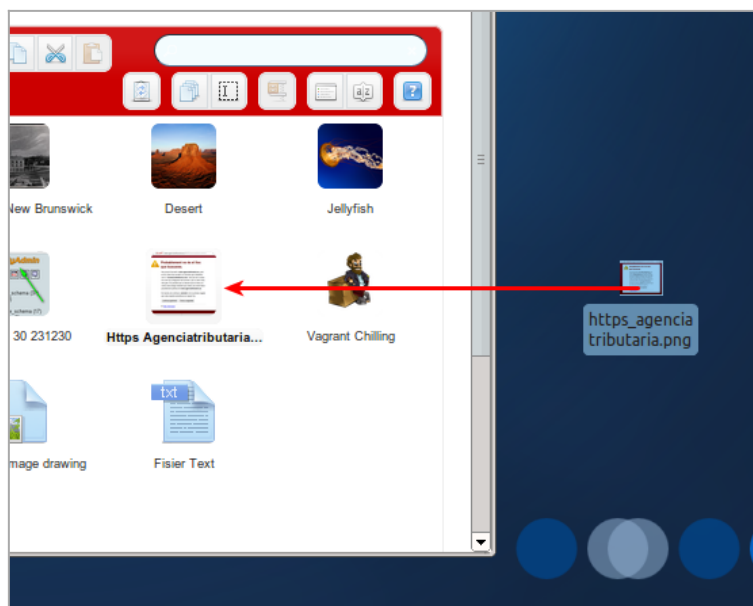 New Brunswick
Desert
Jellyfish
30 231230
Https Agenciatributaria...
Vagrant Chilling
https_agencia
tributaria.png
txt
mage drawing
Fisier Text